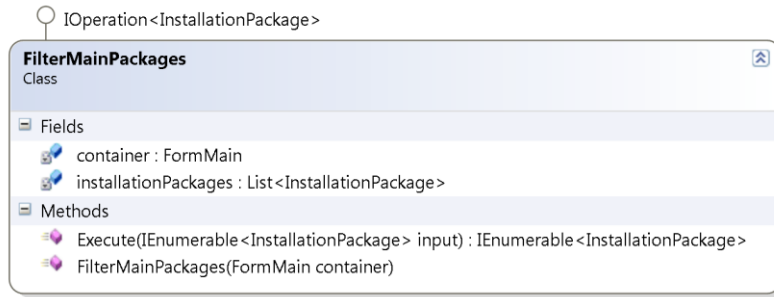 IOperation<InstallationPackage>
FilterMainPackages
Class
Fields
container : FormMain
installationPackages : List<InstallationPackage>
Methods
Execute(IEnumerable<InstallationPackage> input) : IEnumerable<InstallationPackage>
FilterMainPackages(FormMain container)